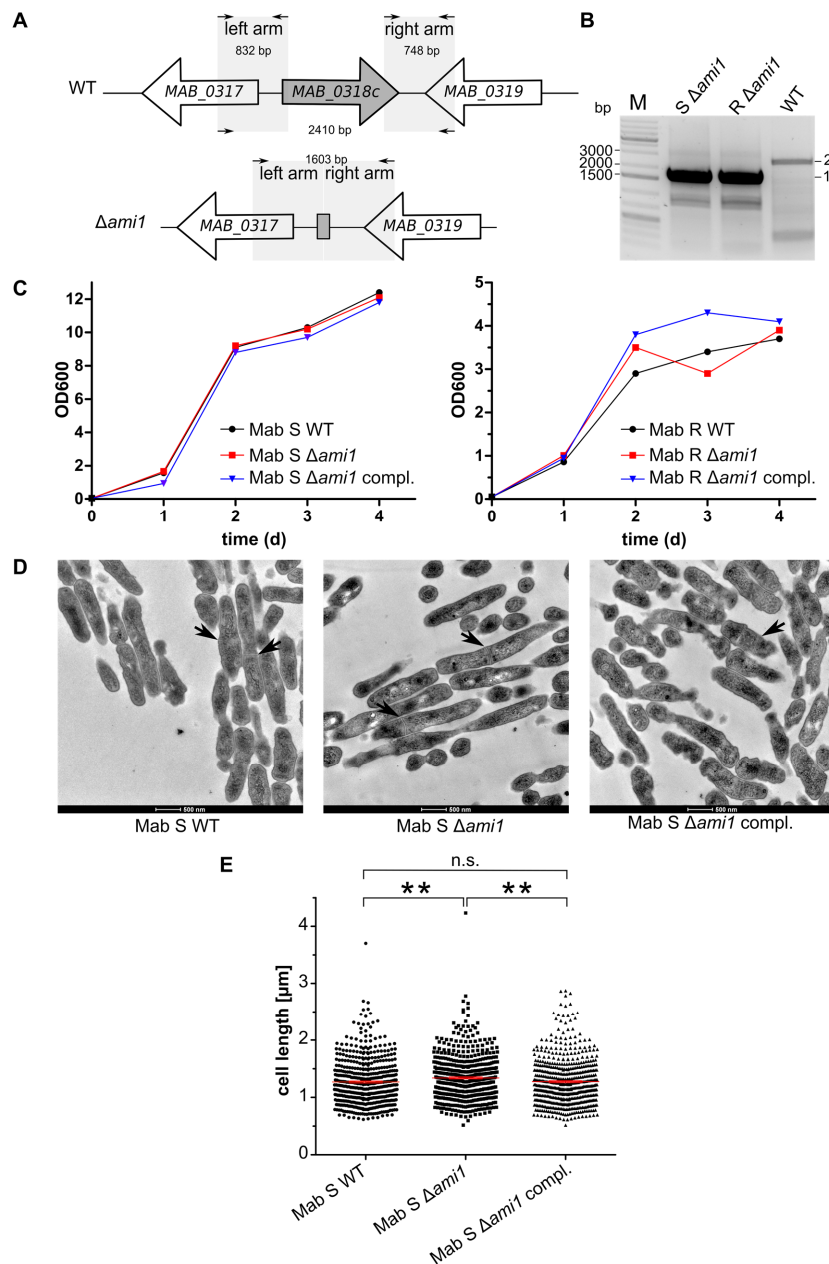 A
left arm
832 bp
right arm
748 bp
WT
MAB_0317
MAB_0318c
MAB_0319
2410 bp
1603 bp
left arm
right arm
Δami1
MAB_0317
MAB_0319
B
bp
M
S Δami1
R Δami1
WT
3000
2000
1500
2
1
C
OD600
12
10
8
6
4
2
0
0
1
2
3
4
time (d)
Mab S WT
Mab S Δami1
Mab S Δami1 compl.
OD600
5
4
3
2
1
0
0
1
2
3
4
time (d)
Mab R WT
Mab R Δami1
Mab R Δami1 compl.
D
500 nm
500 nm
500 nm
Mab S WT
Mab S Δami1
Mab S Δami1 compl.
E
n.s.
**
**
cell length [µm]
4
3
2
1
0
Mab S WT
Mab S Δami1
Mab S Δami1 compl.